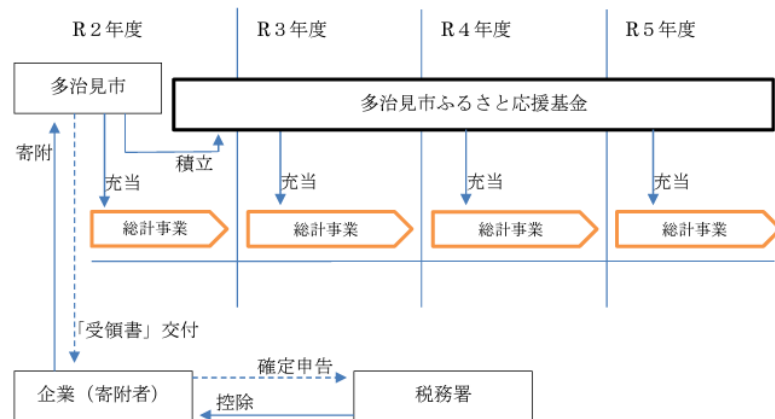 R２年度
R３年度
R４年度
R５年度
多治見市
多治見市ふるさと応援基金
寄附
積立
充当
充当
充当
充当
総計事業
総計事業
総計事業
総計事業
「受領書」交付
確定申告
企業（寄附者）
税務署
控除